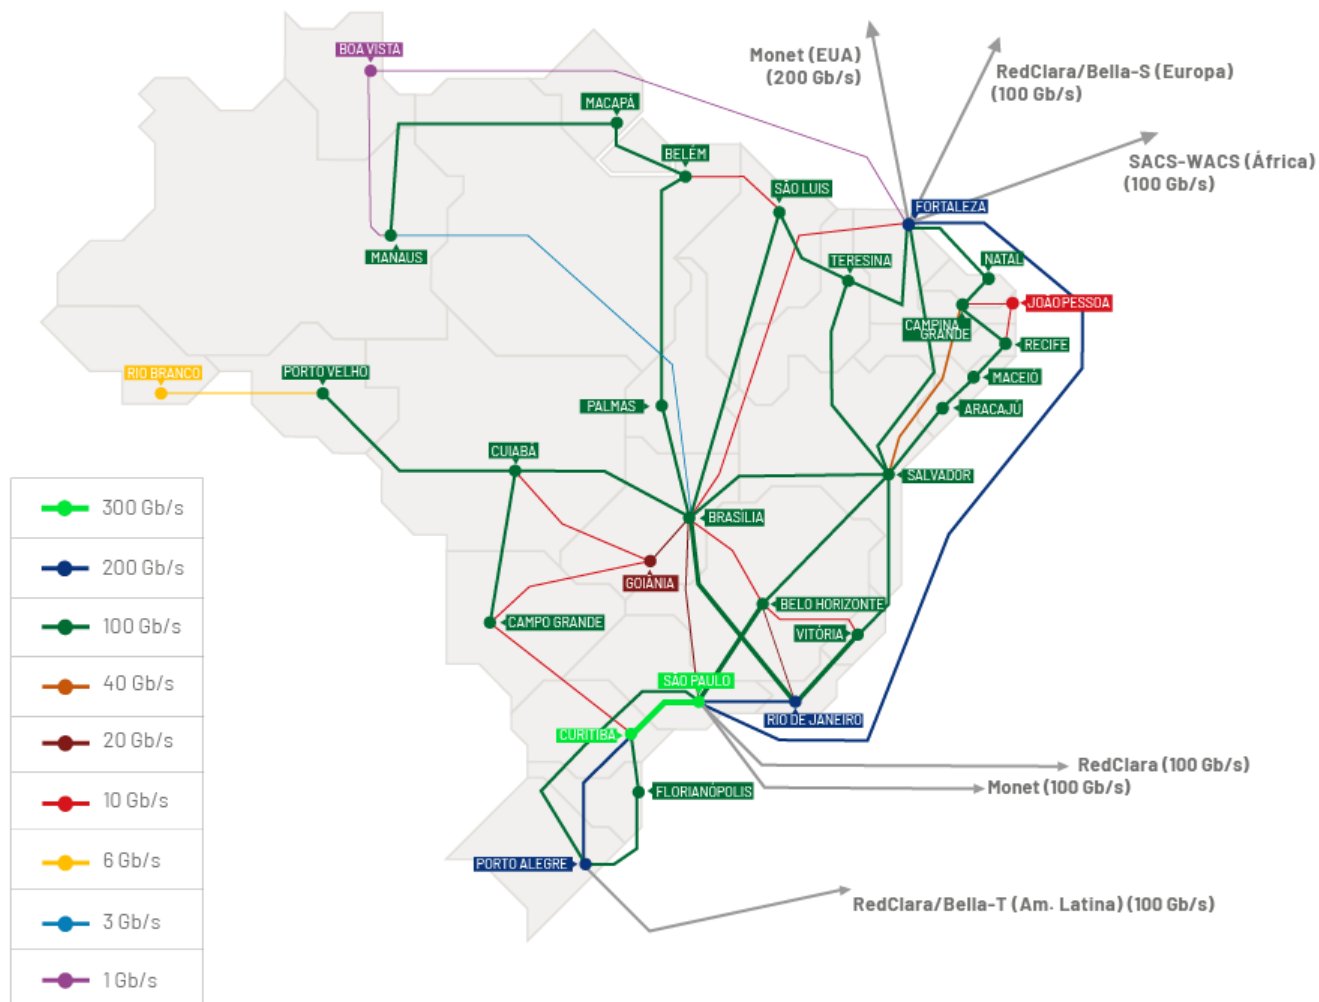 BOA VISTA
Monet (EUA)
(200 Gb/s)
RedClara/Bella-S (Europa)
(100 Gb/s)
MACAPÁ
SACS-WACS (África)
(100 Gb/s)
BELÉM
SÃO LUIS
FORTALEZA
MANAUS
TERESINA
NATAL
JOÃO PESSOA
CAMPINA
GRANDE
RECIFE
RIO BRANCO
PORTO VELHO
MACEIÓ
PALMAS
ARACAJÚ
CUIABÁ
SALVADOR
300 Gb/s
BRASÍLIA
200 Gb/s
GOIÂNIA
BELO HORIZONTE
100 Gb/s
CAMPO GRANDE
VITÓRIA
40 Gb/s
SÃO PAULO
RIO DE JANEIRO
20 Gb/s
CURITIBA
RedClara (100 Gb/s)
Monet (100 Gb/s)
10 Gb/s
FLORIANÓPOLIS
6 Gb/s
PORTO ALEGRE
RedClara/Bella-T (Am. Latina) (100 Gb/s)
3 Gb/s
1 Gb/s